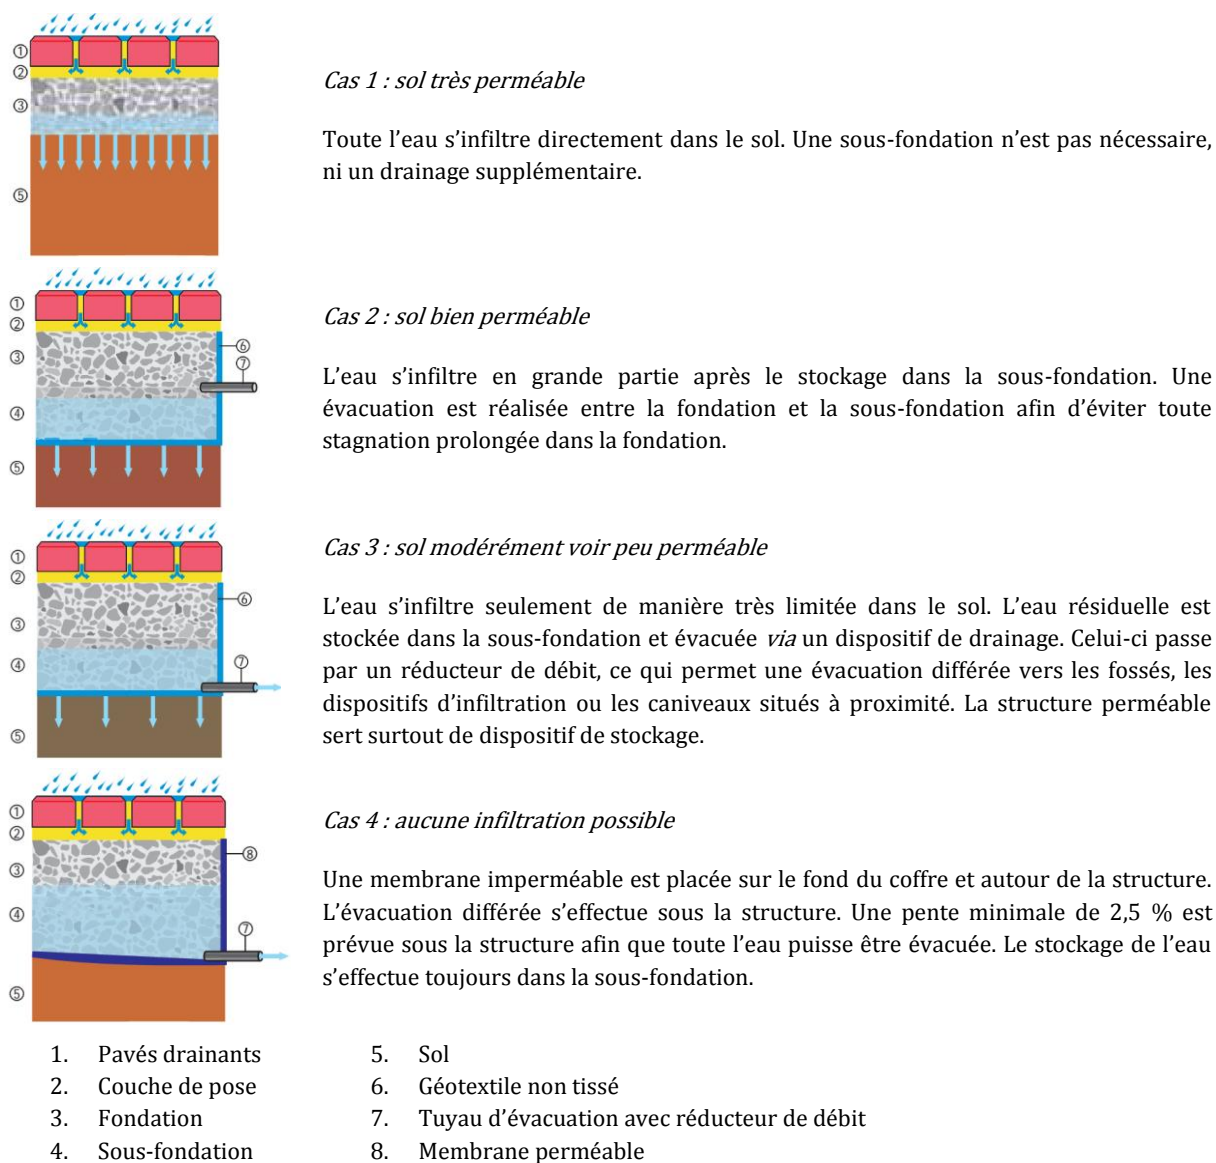 ①
②
③
⑤
Cas 1 : sol très perméable
Toute l’eau s’infiltre directement dans le sol. Une sous-fondation n’est pas nécessaire,
ni un drainage supplémentaire.
①
②
③
④
⑤
⑥
⑦
Cas 2 : sol bien perméable
L’eau s’infiltre en grande partie après le stockage dans la sous-fondation. Une
évacuation est réalisée entre la fondation et la sous-fondation afin d’éviter toute
stagnation prolongée dans la fondation.
①
②
③
④
⑤
⑥
⑦
Cas 3 : sol modérément voir peu perméable
L’eau s’infiltre seulement de manière très limitée dans le sol. L’eau résiduelle est
stockée dans la sous-fondation et évacuée via un dispositif de drainage. Celui-ci passe
par un réducteur de débit, ce qui permet une évacuation différée vers les fossés, les
dispositifs d’infiltration ou les caniveaux situés à proximité. La structure perméable
sert surtout de dispositif de stockage.
①
②
③
④
⑤
⑧
⑦
Cas 4 : aucune infiltration possible
Une membrane imperméable est placée sur le fond du coffre et autour de la structure.
L’évacuation différée s’effectue sous la structure. Une pente minimale de 2,5 % est
prévue sous la structure afin que toute l’eau puisse être évacuée. Le stockage de l’eau
s’effectue toujours dans la sous-fondation.
1. Pavés drainants
2. Couche de pose
3. Fondation
4. Sous-fondation
5. Sol
6. Géotextile non tissé
7. Tuyau d’évacuation avec réducteur de débit
8. Membrane perméable